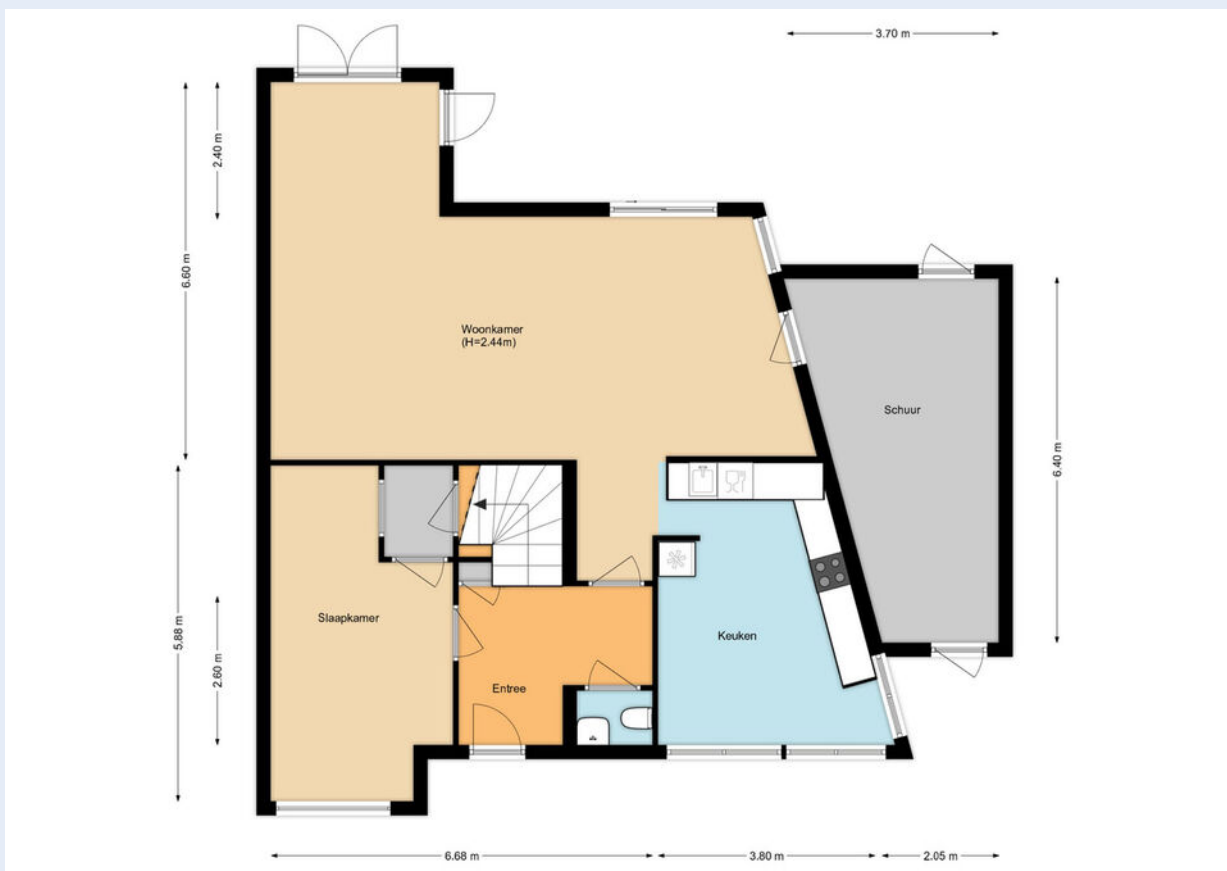 3.70 m
2.40 m
6.60 m
Woonkamer
(H=2.44m)
Schuur
6.40 m
Slaapkamer
5.88 m
2.60 m
Keuken
Entree
6.68 m
3.80 m
2.05 m